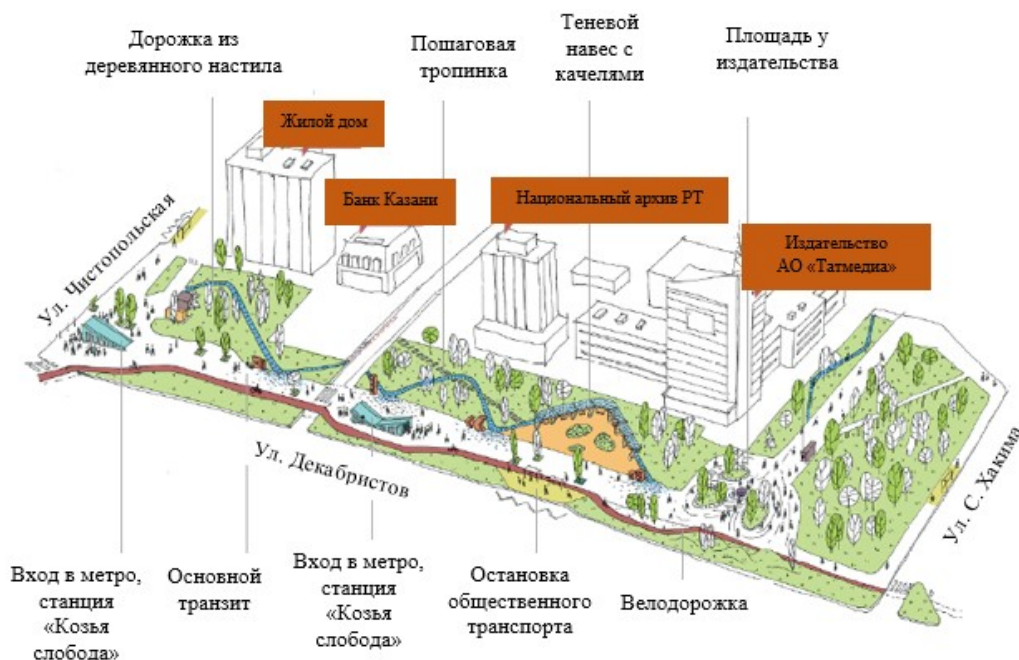 Дорожка из
деревянного настила
Пошаговая
тропинка
Теневой
навес с
качелями
Площадь у
издательства
Жилой дом
Банк Казани
Национальный архив РТ
Издательство
АО «Татмедиа»
Ул. Чистопольская
Ул. Декабристов
Ул. С. Хакима
Вход в метро,
станция
«Козья
слобода»
Основной
транзит
Вход в метро,
станция
«Козья
слобода»
Остановка
общественного
транспорта
Велодорожка